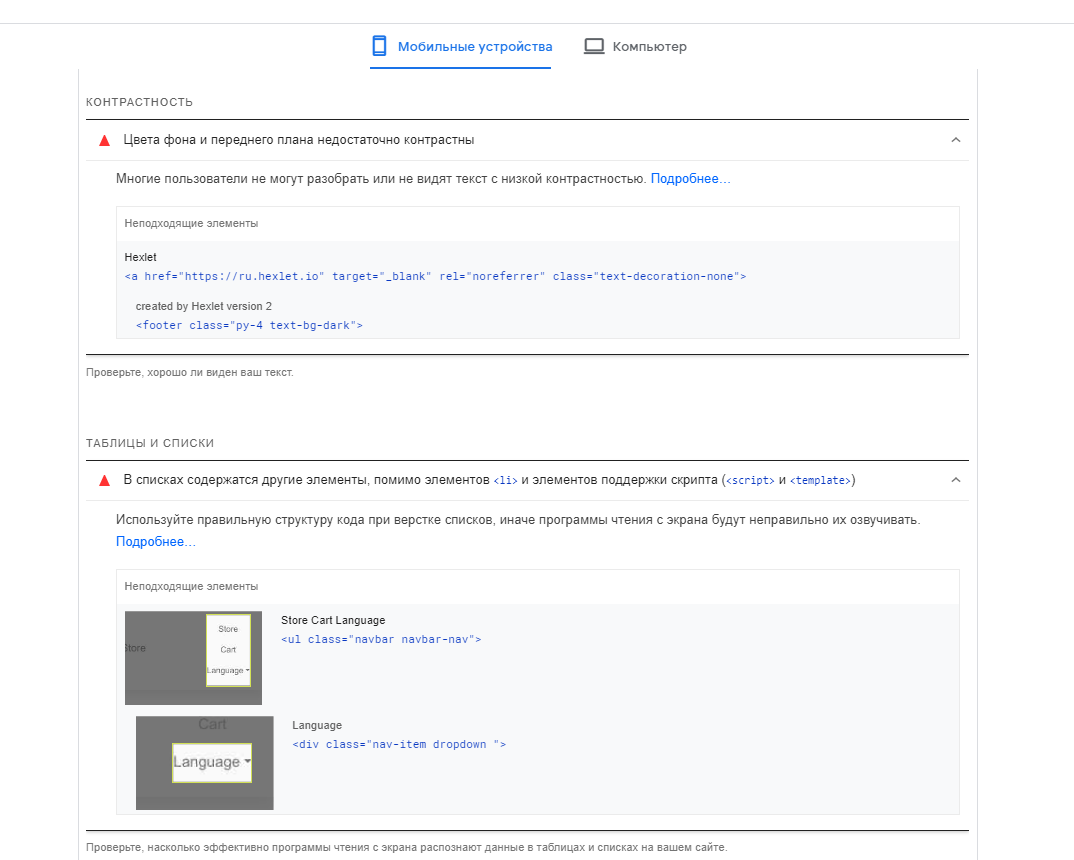 Мобильные устройства
Компьютер
КОНТРАСТНОСТЬ
Цвета фона и переднего плана недостаточно контрастны
Многие пользователи не могут разобрать или не видят текст с низкой контрастностью. Подробнее…
Неподходящие элементы
Hexlet
<a href="https://ru.hexlet.io" target="_blank" rel="noreferrer" class="text-decoration-none">
created by Hexlet version 2
<footer class="py-4 text-bg-dark">
Проверьте, хорошо ли виден ваш текст.
ТАБЛИЦЫ И СПИСКИ
В списках содержатся другие элементы, помимо элементов <li> и элементов поддержки скрипта (<script> и <template>)
Используйте правильную структуру кода при верстке списков, иначе программы чтения с экрана будут неправильно их озвучивать.
Подробнее…
Неподходящие элементы
Store
Store
Cart
Language
Store Cart Language
<ul class="navbar navbar-nav">
Cart
Language
Language
<div class="nav-item dropdown ">
Проверьте, насколько эффективно программы чтения с экрана распознают данные в таблицах и списках на вашем сайте.